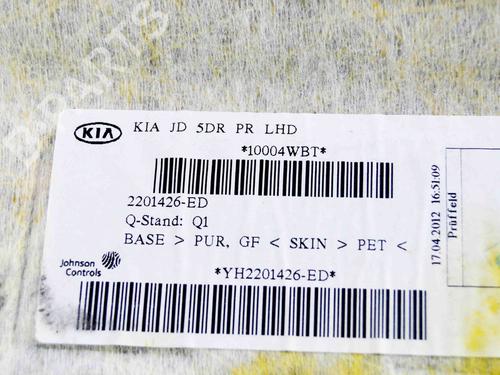 B-PARTS
KIA
KIA JD 5DR PR LHD
*10004WBT*
2201426-ED
Q-Stand: Q1
BASE > PUR, GF < SKIN > PET <
Johnson
Controls
*YH2201426-ED*
17.04.2012 16:51:09
Prüffeld